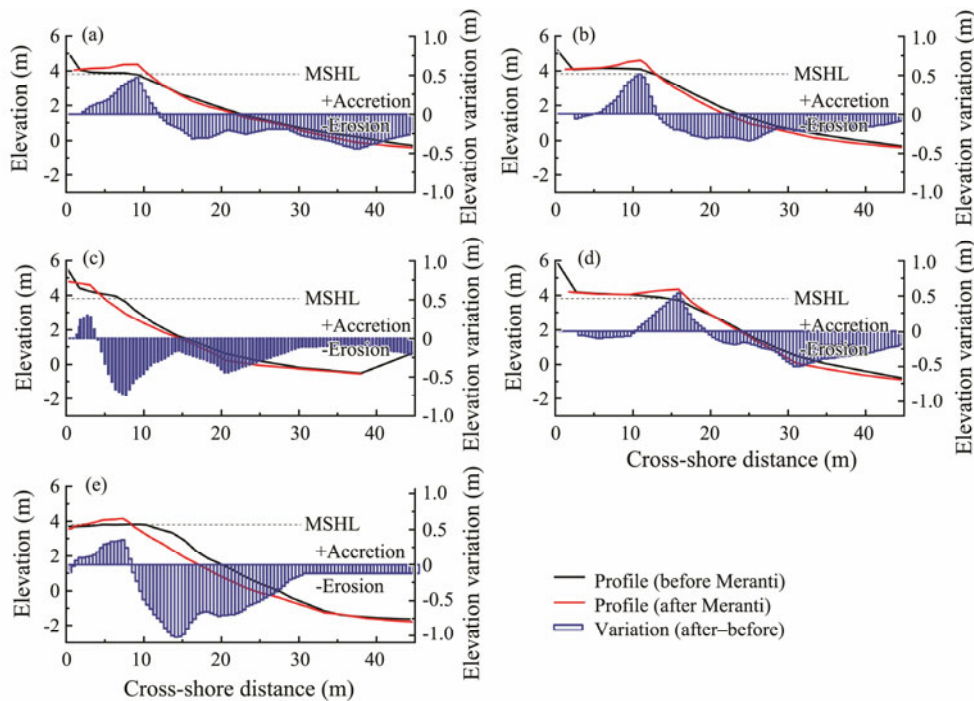 (a)
Elevation (m)
6
4
2
0
-2
0 10 20 30 40
MSHL
+Accretion
-Erosion
1.0
0.5
0
-0.5
-1.0
Elevation variation (m)
(b)
Elevation (m)
6
4
2
0
-2
0 10 20 30 40
MSHL
+Accretion
-Erosion
1.0
0.5
0
-0.5
-1.0
Elevation variation (m)
(c)
Elevation (m)
6
4
2
0
-2
0 10 20 30 40
MSHL
+Accretion
-Erosion
1.0
0.5
0
-0.5
-1.0
Elevation variation (m)
(d)
Elevation (m)
6
4
2
0
-2
0 10 20 30 40
MSHL
+Accretion
-Erosion
1.0
0.5
0
-0.5
-1.0
Elevation variation (m)
Cross-shore distance (m)
(e)
Elevation (m)
6
4
2
0
-2
0 10 20 30 40
MSHL
+Accretion
-Erosion
1.0
0.5
0
-0.5
-1.0
Elevation variation (m)
Cross-shore distance (m)
Profile (before Meranti)
Profile (after Meranti)
Variation (after–before)